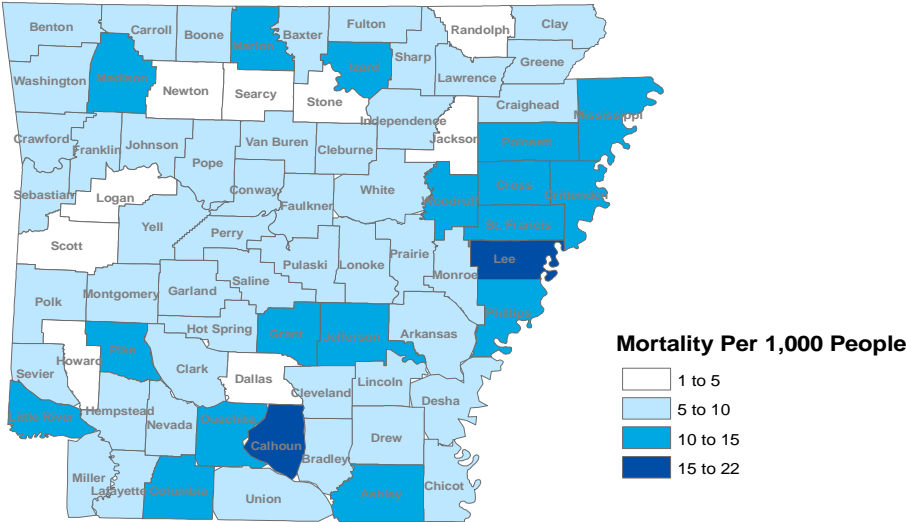 Benton
Carroll
Boone
Marion
Baxter
Fulton
Randolph
Clay
Washington
Madison
Newton
Searcy
Stone
Izard
Sharp
Lawrence
Greene
Craighead
Mississippi
Independence
Jackson
Poinsett
Crawford
Franklin
Johnson
Pope
Van Buren
Cleburne
Sebastian
Logan
Conway
Faulkner
White
Woodruff
Cross
Crittenden
St. Francis
Scott
Yell
Perry
Pulaski
Lonoke
Prairie
Monroe
Lee
Polk
Montgomery
Garland
Saline
Phillips
Hot Spring
Grant
Jefferson
Arkansas
Howard
Pike
Sevier
Clark
Dallas
Cleveland
Lincoln
Desha
Little River
Hempstead
Nevada
Ouachita
Calhoun
Bradley
Drew
Miller
Lafayette
Columbia
Union
Ashley
Chicot
Mortality Per 1,000 People
1 to 5
5 to 10
10 to 15
15 to 22